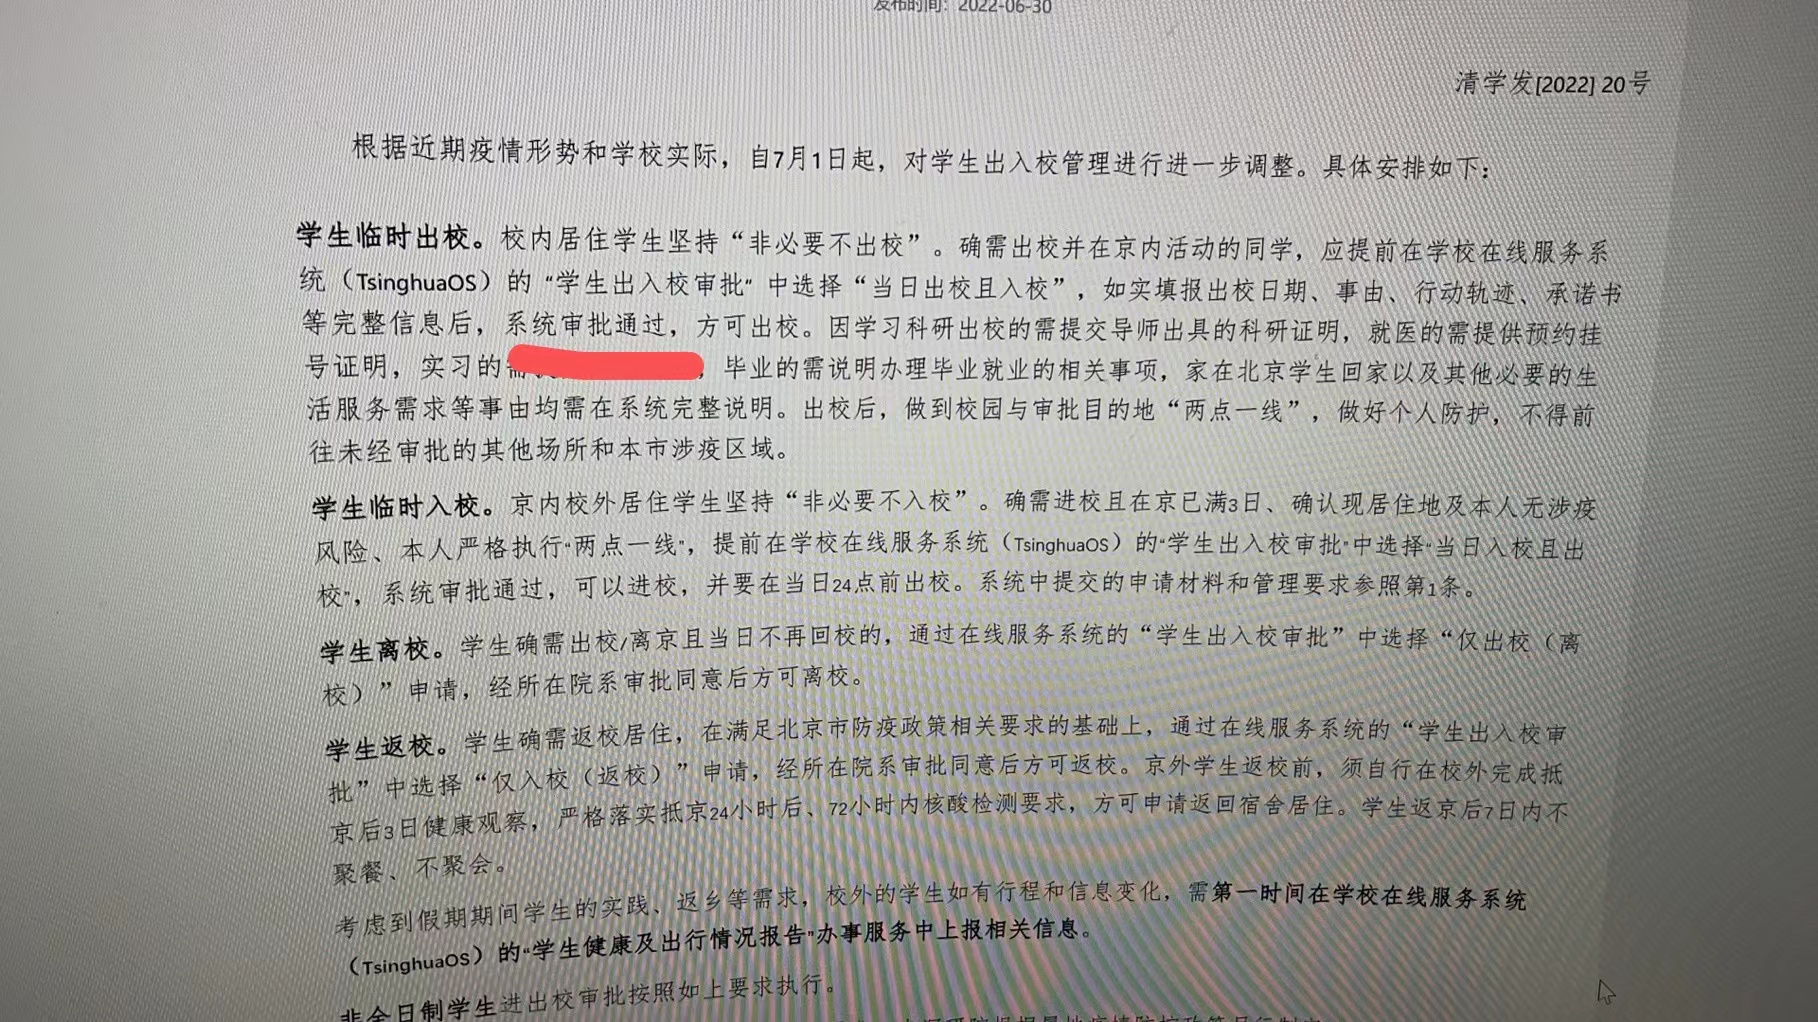 发布时间：2022-06-30
清学发[2022] 20号
根据近期疫情形势和学校实际，自7月1日起，对学生出入校管理进行进一步调整。具体安排如下：
学生临时出校。校内居住学生坚持“非必要不出校”。确需出校并在京内活动的同学，应提前在学校在线服务系
统（TsinghuaOS）的“学生出入校审批”中选择“当日出校且入校”，如实填报出校日期、事由、行动轨迹、承诺书
等完整信息后，系统审批通过，方可出校。因学习科研出校的需提交导师出具的科研证明，就医的需提供预约挂
号证明，实习的，毕业的需说明办理毕业就业的相关事项，家在北京学生回家以及其他必要的生
活服务需求等事由均需在系统完整说明。出校后，做到校园与审批目的地“两点一线”，做好个人防护，不得前
往未经审批的其他场所和本市涉疫区域。
学生临时入校。京内校外居住学生坚持“非必要不入校”。确需进校且在京已满3日、确认现居住地及本人无涉疫
风险、本人严格执行“两点一线”，提前在学校在线服务系统（TsinghuaOS）的“学生出入校审批”中选择“当日入校且出
校”，系统审批通过，可以进校，并要在当日24点前出校。系统中提交的申请材料和管理要求参照第1条。
学生离校。学生确需出校/离京且当日不再回校的，通过在线服务系统的“学生出入校审批”中选择“仅出校（离
校）”申请，经所在院系审批同意后方可离校。
学生返校。学生确需返校居住，在满足北京市防疫政策相关要求的基础上，通过在线服务系统的“学生出入校审
批”中选择“仅入校（返校）”申请，经所在院系审批同意后方可返校。京外学生返校前，须自行在校外完成抵
京后3日健康观察，严格落实抵京24小时后、72小时内核酸检测要求，方可申请返回宿舍居住。学生返京后7日内不
聚餐、不聚会。
考虑到假期期间学生的实践、返乡等需求，校外的学生如有行程和信息变化，需第一时间在学校在线服务系统
（TsinghuaOS）的“学生健康及出行情况报告”办事服务中上报相关信息。
非全日制学生进出校审批按照如上要求执行。